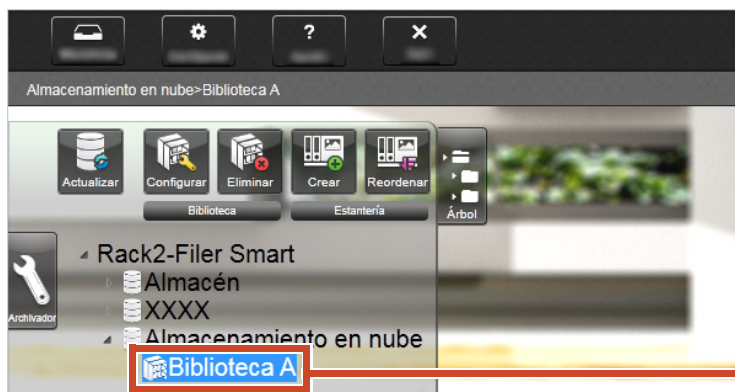 ?
Almacenamiento en nube>Biblioteca A
Actualizar
Configurar
Eliminar
Crear
Reordenar
Biblioteca
Estantería
Árbol
Archivador
Rack2-Filer Smart
Almacén
XXXX
Almacenamiento en nube
Biblioteca A